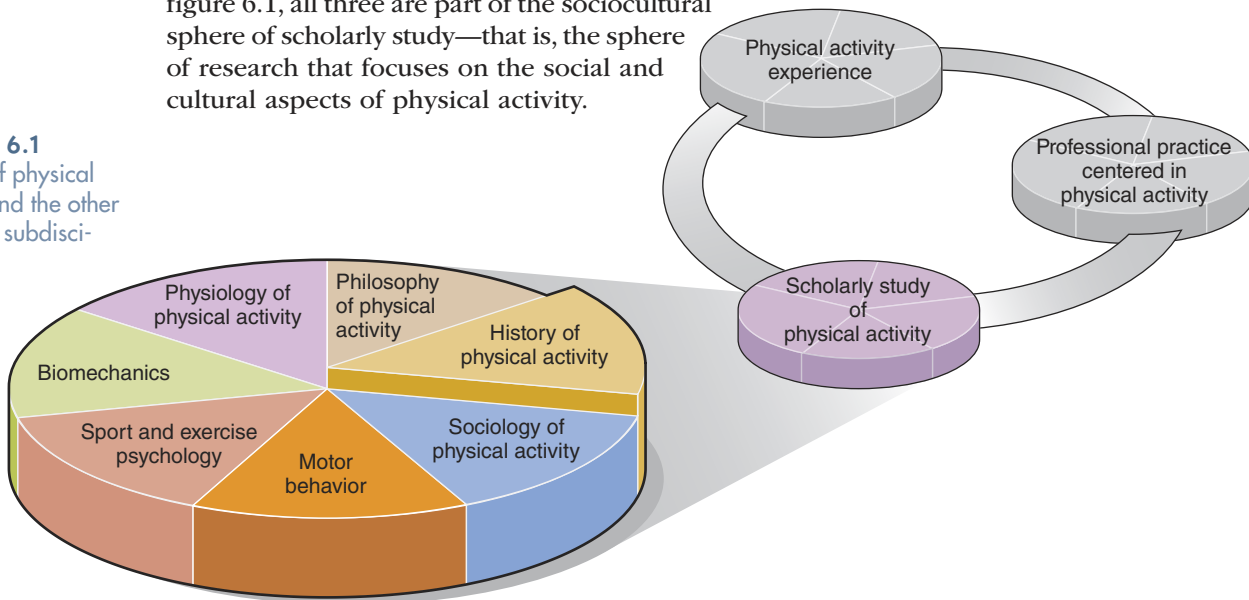 figure 6.1, all three are part of the sociocultural
sphere of scholarly study—that is, the sphere
of research that focuses on the social and
cultural aspects of physical activity.
6.1
f physical
nd the other
subdisci-
Physical activity
experience
Professional practice
centered in
physical activity
Scholarly study
of
physical activity
Physiology of
physical activity
Philosophy
of physical
activity
History of
physical activity
Biomechanics
Sport and exercise
psychology
Motor
behavior
Sociology of
physical activity